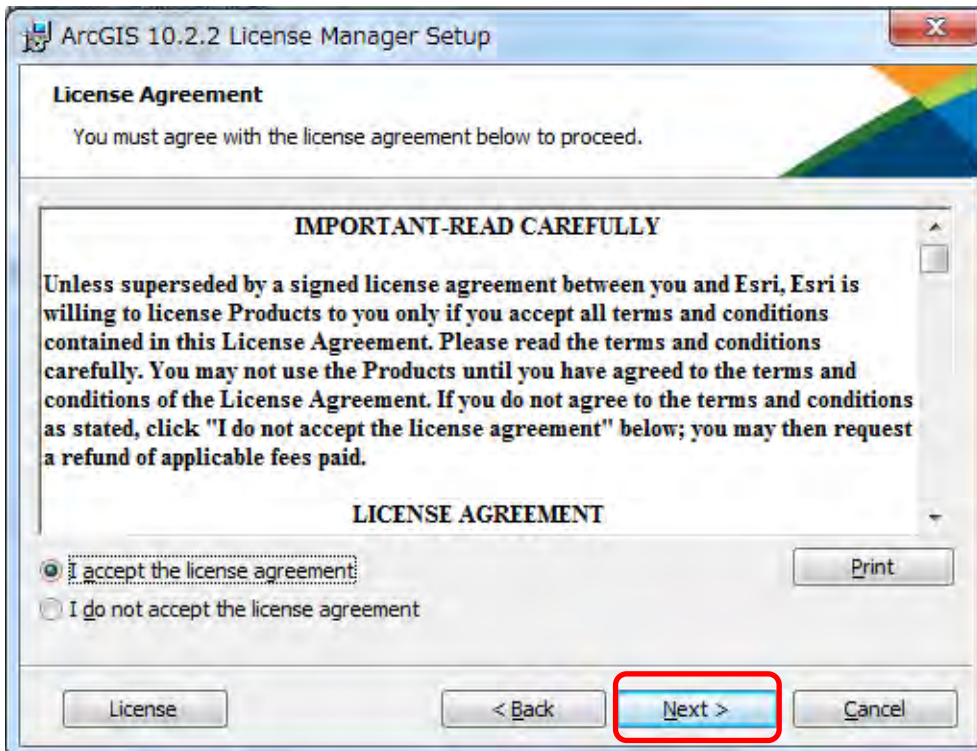 ArcGIS 10.2.2 License Manager Setup
License Agreement
You must agree with the license agreement below to proceed.
IMPORTANT-READ CAREFULLY
Unless superseded by a signed license agreement between you and Esri, Esri is
willing to license Products to you only if you accept all terms and conditions
contained in this License Agreement. Please read the terms and conditions
carefully. You may not use the Products until you have agreed to the terms and
conditions of the License Agreement. If you do not agree to the terms and conditions
as stated, click "I do not accept the license agreement" below; you may then request
a refund of applicable fees paid.
LICENSE AGREEMENT
I accept the license agreement
Print
I do not accept the license agreement
License
< Back
Next >
Cancel